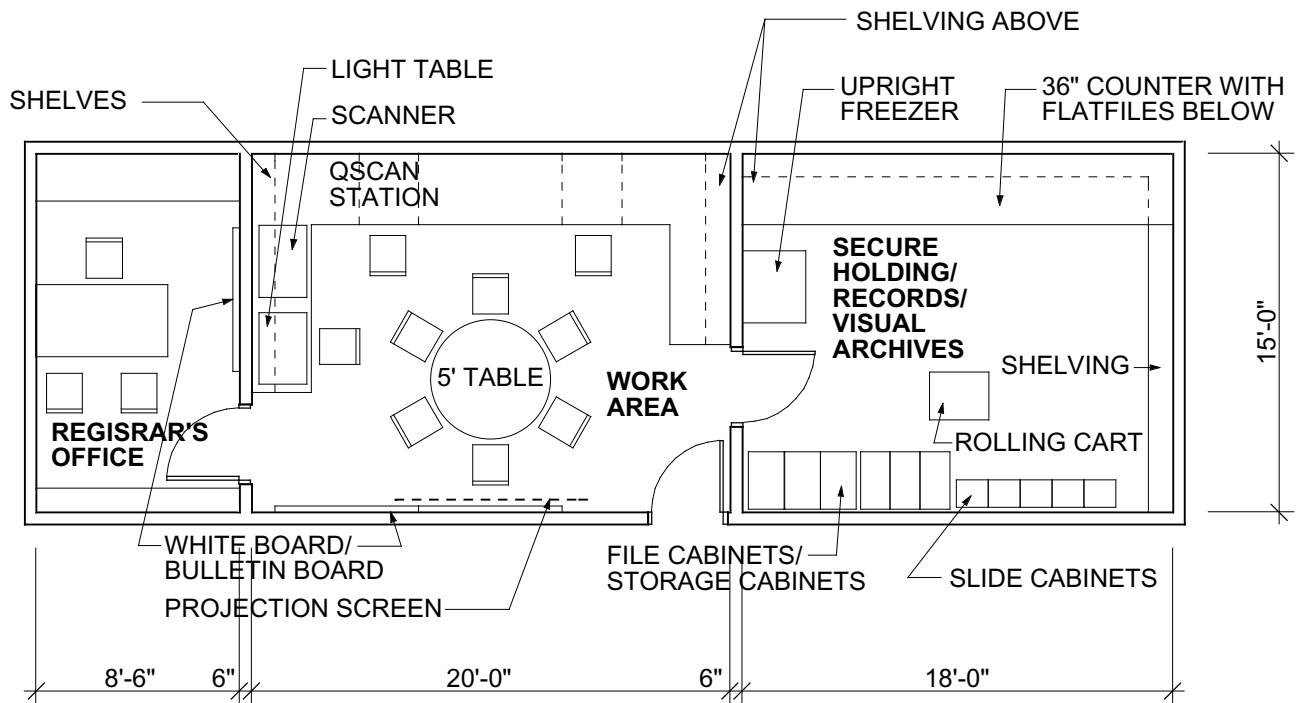 SHELVING ABOVE
LIGHT TABLE
SHELVES
SCANNER
UPRIGHT
FREEZER
36" COUNTER WITH
FLATFILES BELOW
QSCAN
STATION
SECURE
HOLDING/
RECORDS/
VISUAL
ARCHIVES
15'-0"
5' TABLE
WORK
AREA
SHELVING
REGISRAR'S
OFFICE
ROLLING CART
WHITE BOARD/
BULLETIN BOARD
PROJECTION SCREEN
FILE CABINETS/
STORAGE CABINETS
SLIDE CABINETS
8'-6"
6"
20'-0"
6"
18'-0"